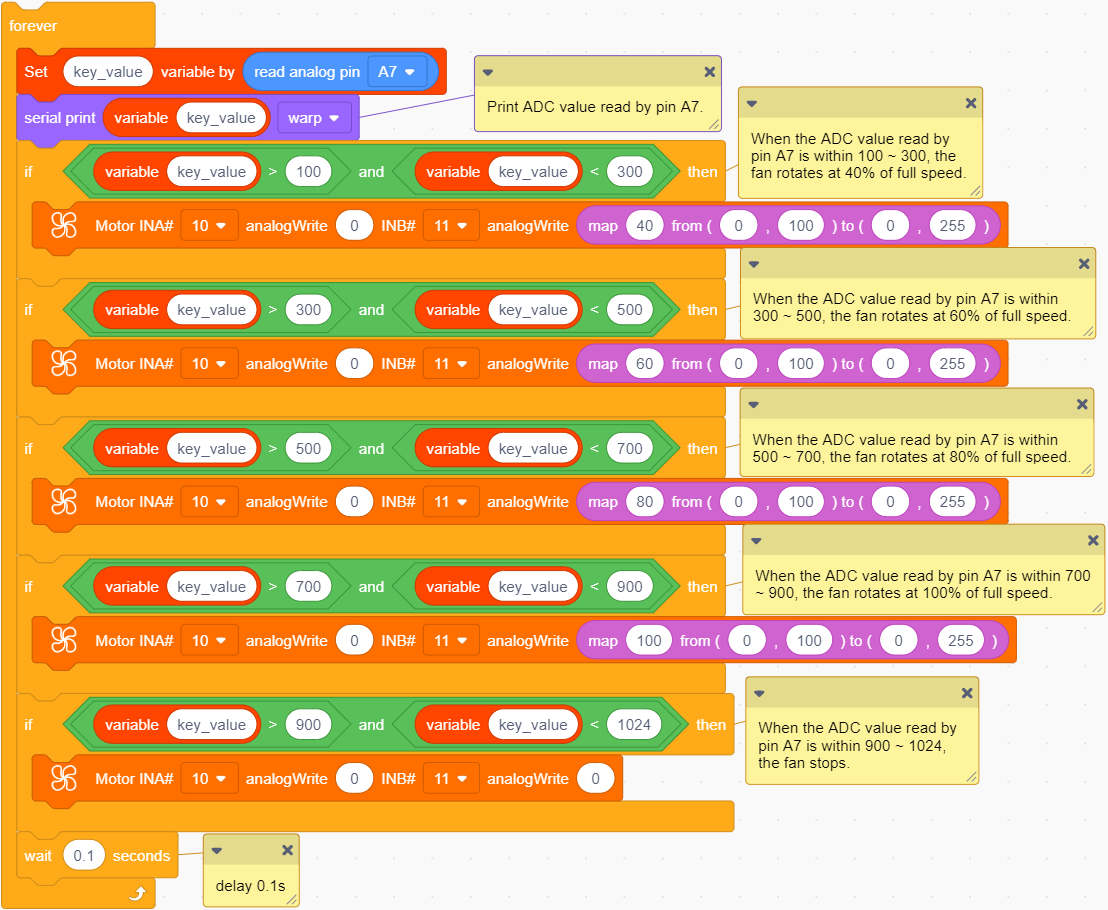 forever
Set key_value variable by read analog pin A7
serial print variable key_value warp
Print ADC value read by pin A7.
if variable key_value > 100 and variable key_value < 300 then
When the ADC value read by
pin A7 is within 100 ~ 300, the
fan rotates at 40% of full speed.
Motor INA# 10 analogWrite 0 INB# 11 analogWrite map 40 from ( 0 , 100 ) to ( 0 , 255 )
if variable key_value > 300 and variable key_value < 500 then
When the ADC value read by pin A7 is within
300 ~ 500, the fan rotates at 60% of full speed.
Motor INA# 10 analogWrite 0 INB# 11 analogWrite map 60 from ( 0 , 100 ) to ( 0 , 255 )
if variable key_value > 500 and variable key_value < 700 then
When the ADC value read by pin A7 is within
500 ~ 700, the fan rotates at 80% of full speed.
Motor INA# 10 analogWrite 0 INB# 11 analogWrite map 80 from ( 0 , 100 ) to ( 0 , 255 )
if variable key_value > 700 and variable key_value < 900 then
When the ADC value read by pin A7 is within 700
~ 900, the fan rotates at 100% of full speed.
Motor INA# 10 analogWrite 0 INB# 11 analogWrite map 100 from ( 0 , 100 ) to ( 0 , 255 )
if variable key_value > 900 and variable key_value < 1024 then
When the ADC value read by
pin A7 is within 900 ~ 1024,
the fan stops.
Motor INA# 10 analogWrite 0 INB# 11 analogWrite 0
wait 0.1 seconds
delay 0.1s